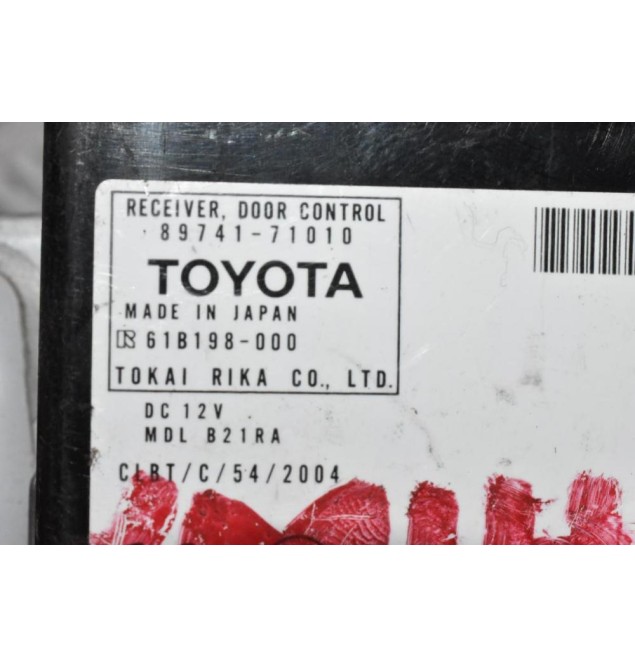 RECEIVER, DOOR CONTROL
89741-71010
TOYOTA
MADE IN JAPAN
R 61B198-000
TOKAI RIKA CO., LTD.
DC 12V
MDL B21RA
CLBT/C/54/2004